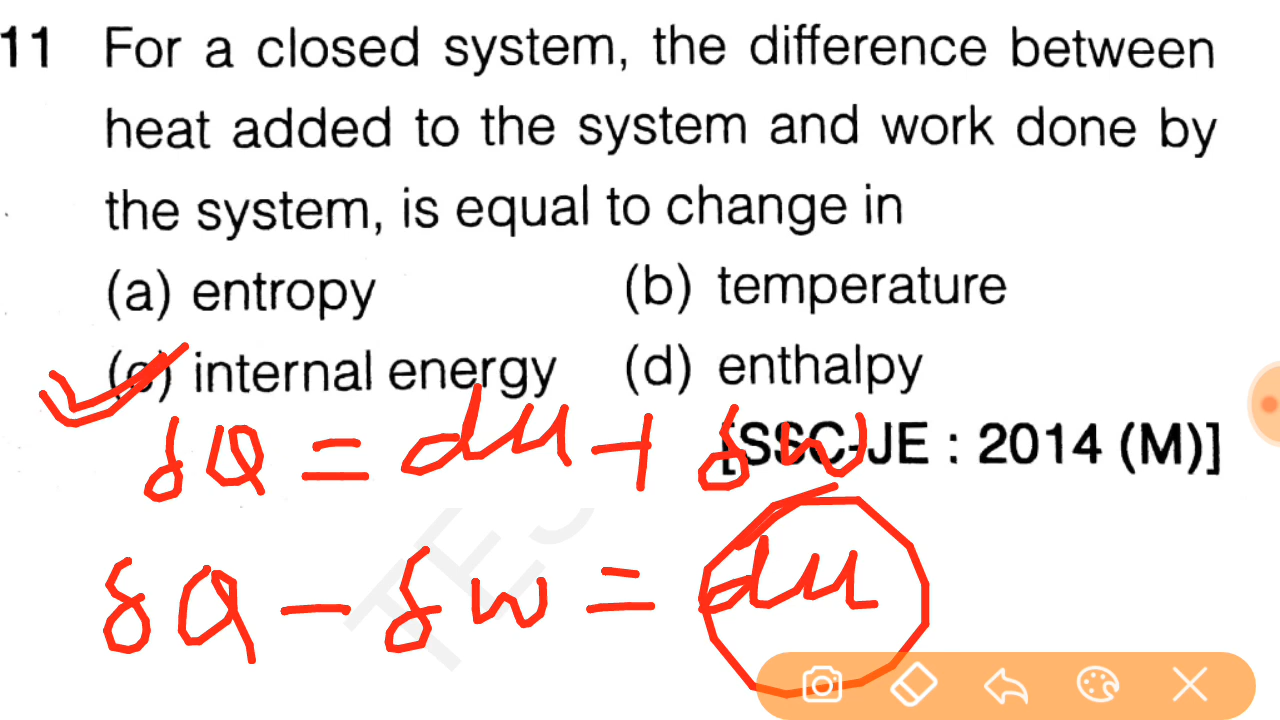 11 For a closed system, the difference between
heat added to the system and work done by
the system, is equal to change in
(a) entropy (b) temperature
(c) internal energy (d) enthalpy
δQ = du + δw
[SSC-JE : 2014 (M)]
δQ - δw = du